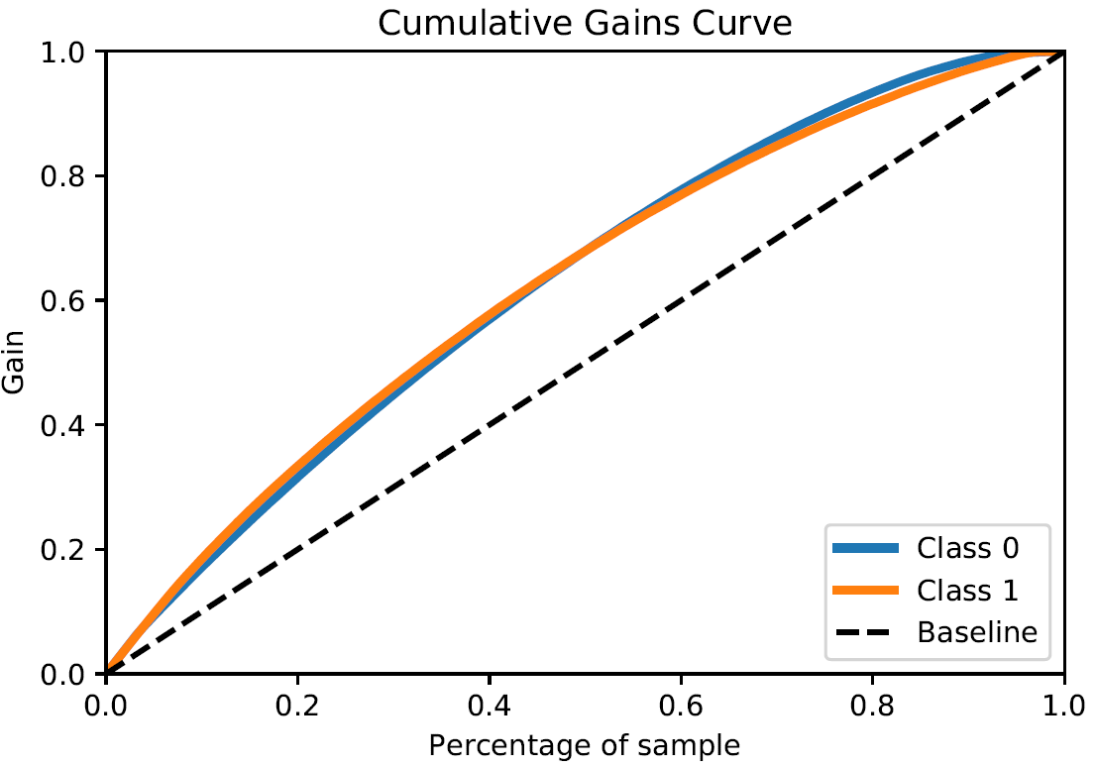 Cumulative Gains Curve
1.0
0.8
0.6
0.4
0.2
0.0
Gain
0.0 0.2 0.4 0.6 0.8 1.0
Percentage of sample
Class 0
Class 1
Baseline